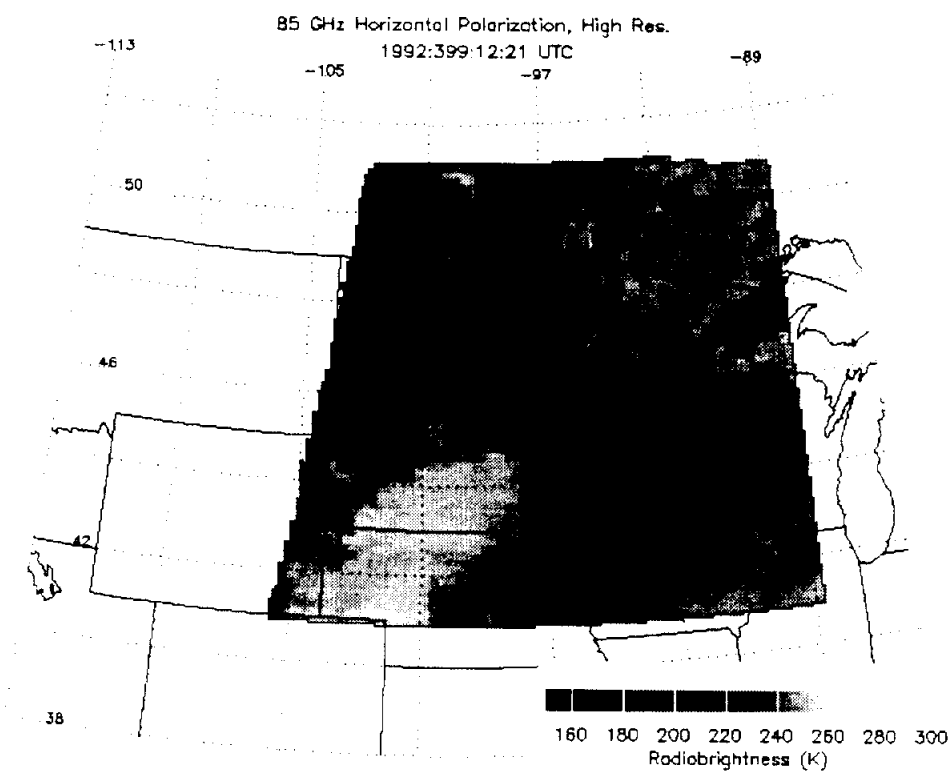 85 GHz Horizontal Polarization, High Res.
1992:399:12:21 UTC
-113
-105
-97
-89
50
46
42
38
160 180 200 220 240 260 280 300
Radiobrightness (K)